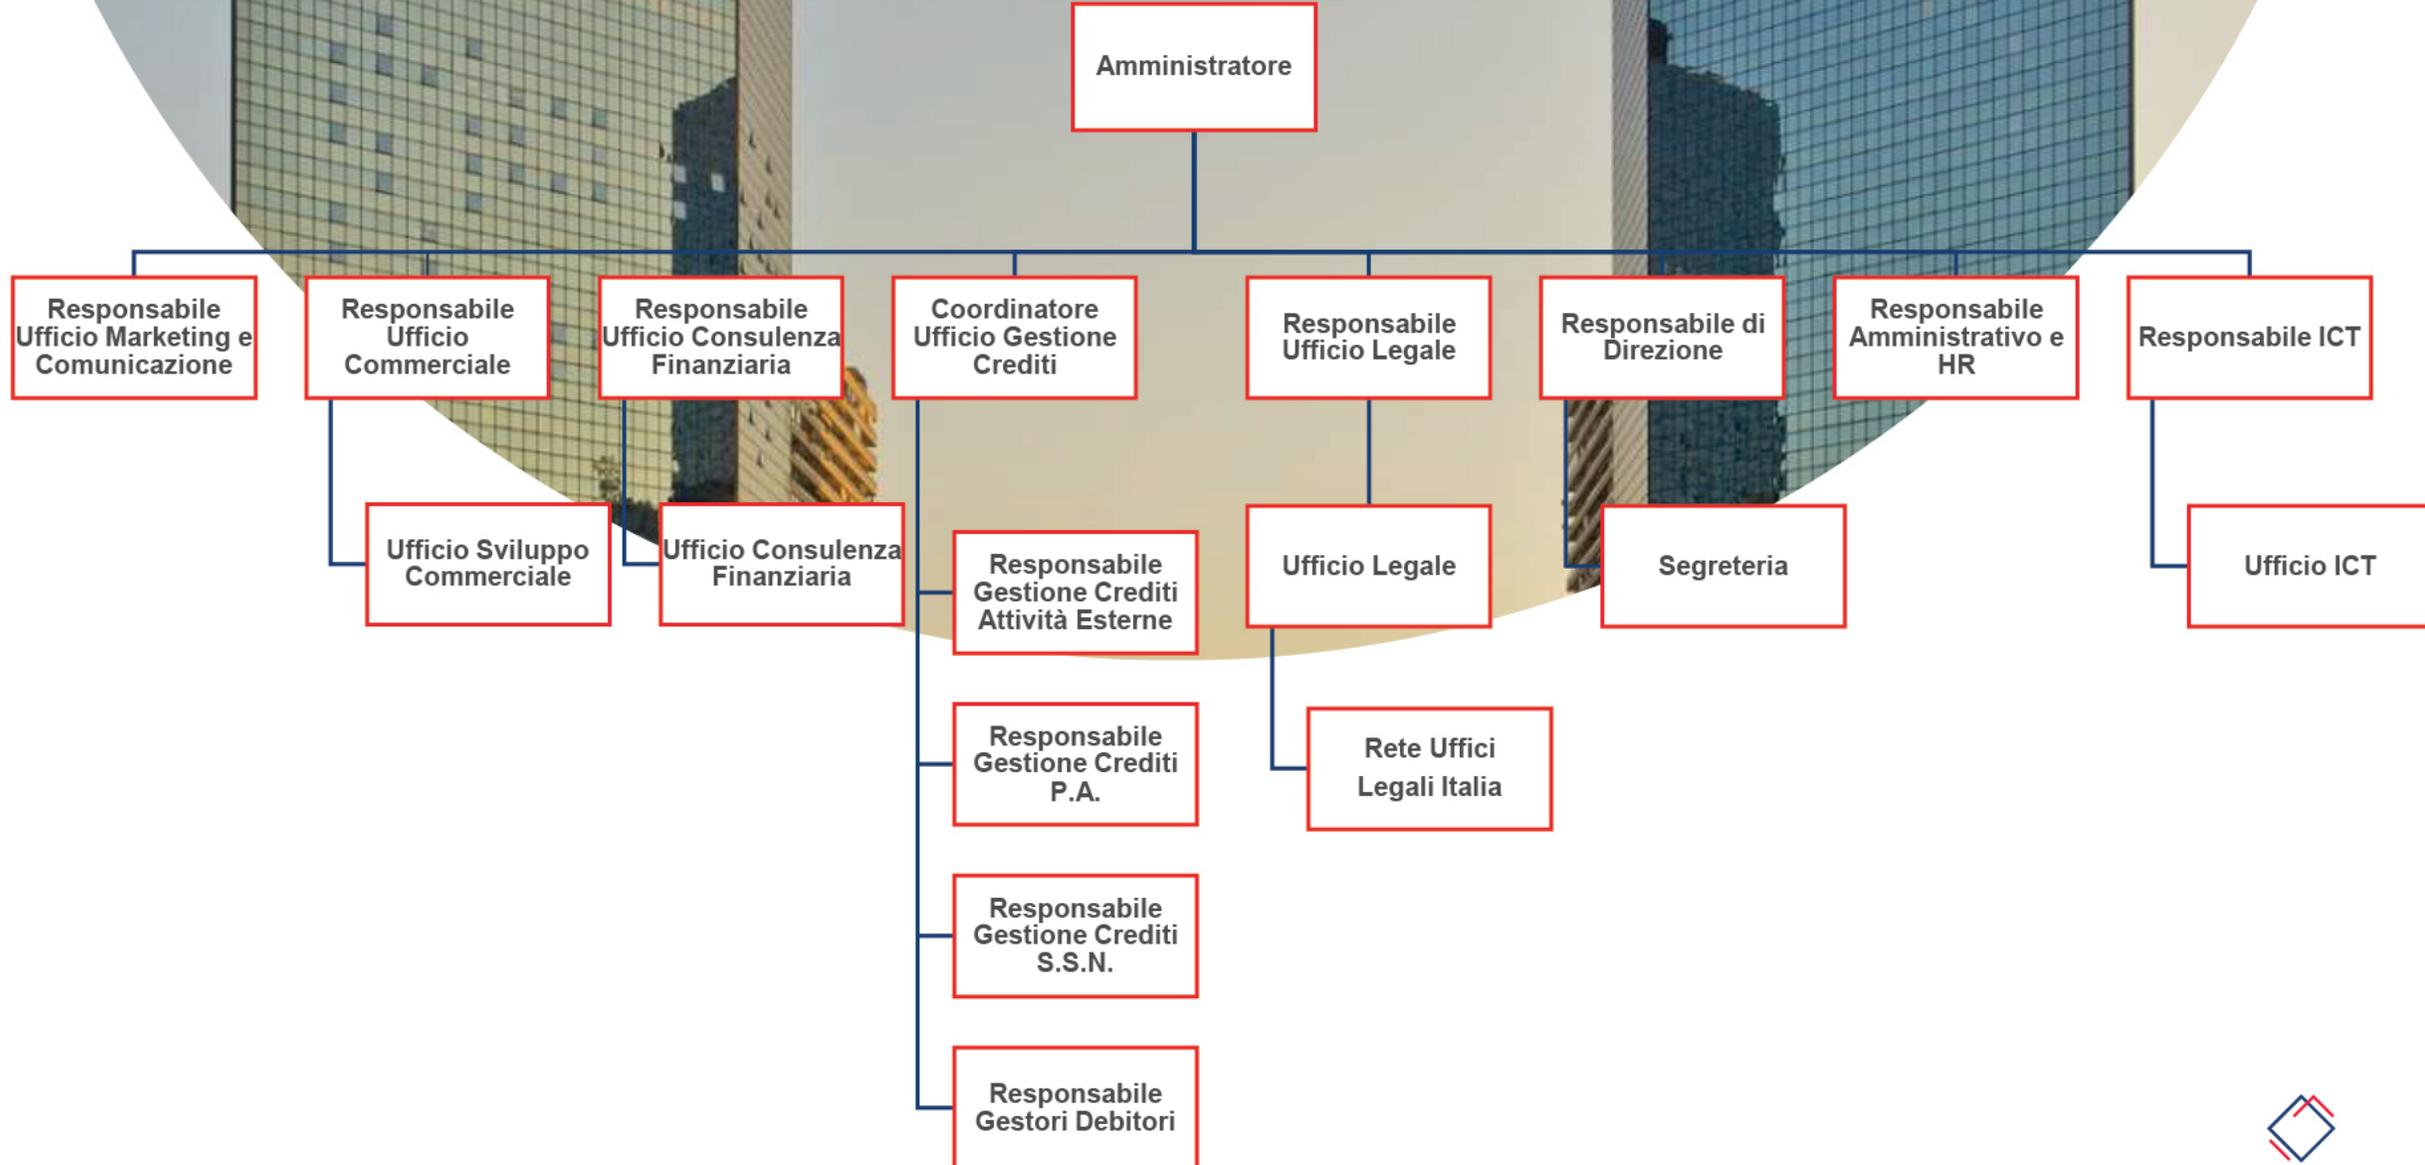 Amministratore
Responsabile
Ufficio Marketing e
Comunicazione
Responsabile
Ufficio
Commerciale
Responsabile
Ufficio Consulenza
Finanziaria
Coordinatore
Ufficio Gestione
Crediti
Responsabile
Ufficio Legale
Responsabile di
Direzione
Responsabile
Amministrativo e
HR
Responsabile ICT
Ufficio Sviluppo
Commerciale
Ufficio Consulenza
Finanziaria
Responsabile
Gestione Crediti
Attività Esterne
Ufficio Legale
Segreteria
Ufficio ICT
Responsabile
Gestione Crediti
P.A.
Rete Uffici
Legali Italia
Responsabile
Gestione Crediti
S.S.N.
Responsabile
Gestori Debitori